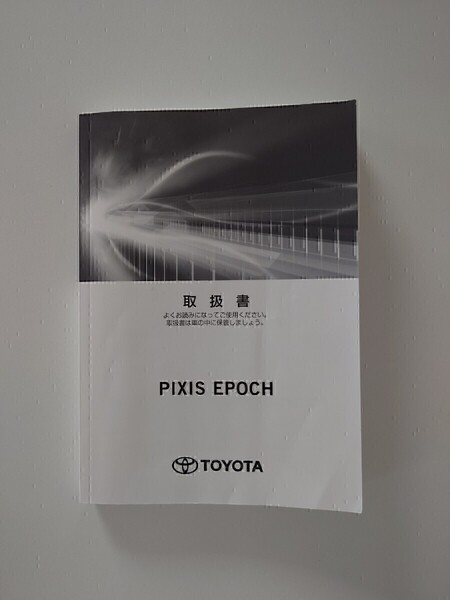 取扱書
よくお読みになってご使用ください。
取扱書は車の中に保管しましょう。
PIXIS EPOCH
TOYOTA